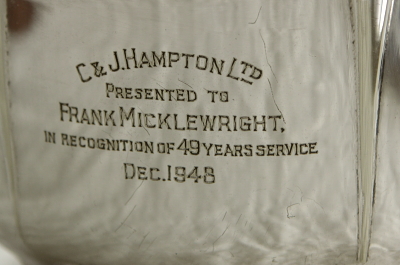 C & J. HAMPTON LTD
PRESENTED TO
FRANK MICKLEWRIGHT,
IN RECOGNITION OF 49 YEARS SERVICE
DEC. 1948